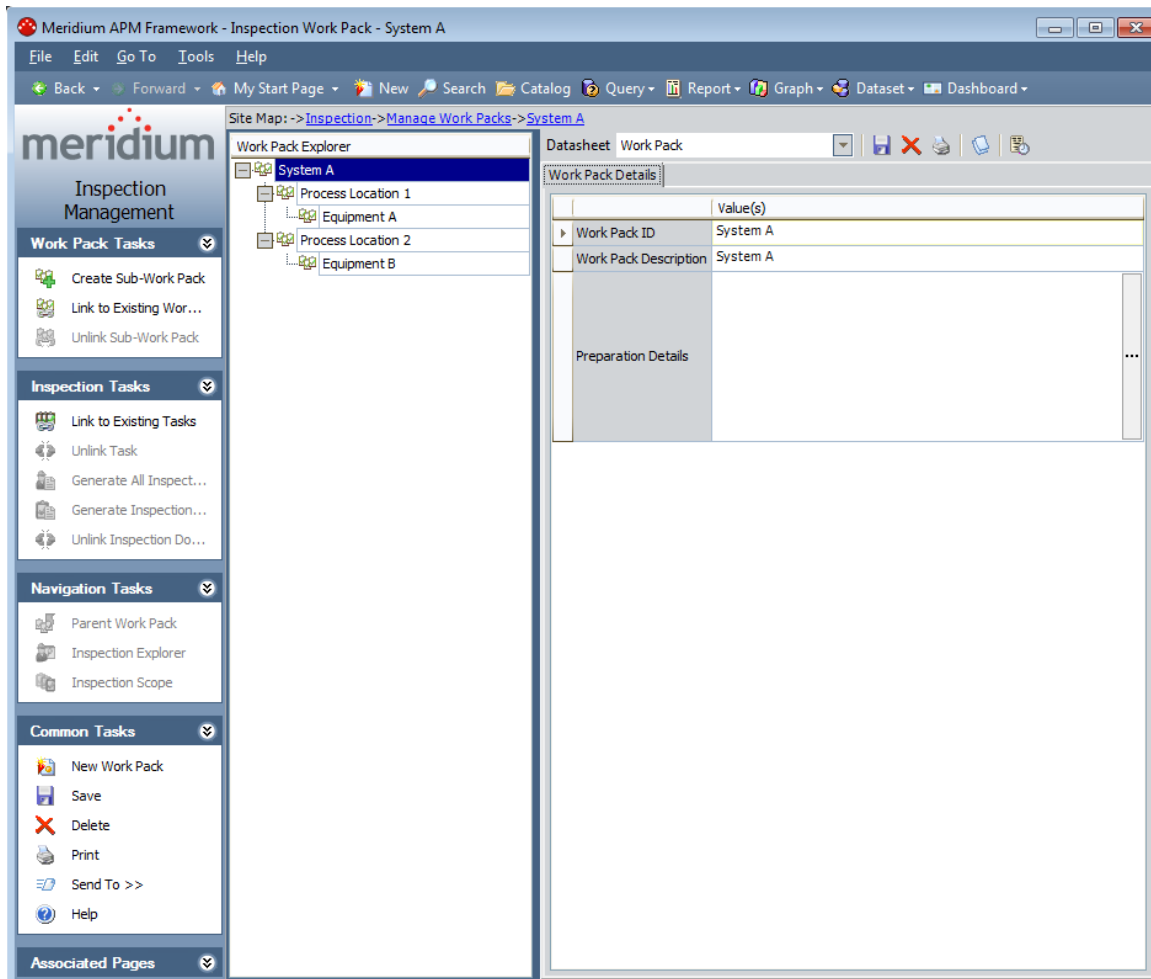 Meridium APM Framework - Inspection Work Pack - System A
File Edit Go To Tools Help
Back Forward My Start Page New Search Catalog Query Report Graph Dataset Dashboard
meridium
Inspection
Management
Work Pack Tasks
Create Sub-Work Pack
Link to Existing Wor...
Unlink Sub-Work Pack
Inspection Tasks
Link to Existing Tasks
Unlink Task
Generate All Inspect...
Generate Inspection...
Unlink Inspection Do...
Navigation Tasks
Parent Work Pack
Inspection Explorer
Inspection Scope
Common Tasks
New Work Pack
Save
Delete
Print
Send To >>
Help
Associated Pages
Site Map: ->Inspection->Manage Work Packs->System A
Work Pack Explorer
System A
Process Location 1
Equipment A
Process Location 2
Equipment B
Datasheet Work Pack
Work Pack Details
Value(s)
Work Pack ID System A
Work Pack Description System A
Preparation Details ...